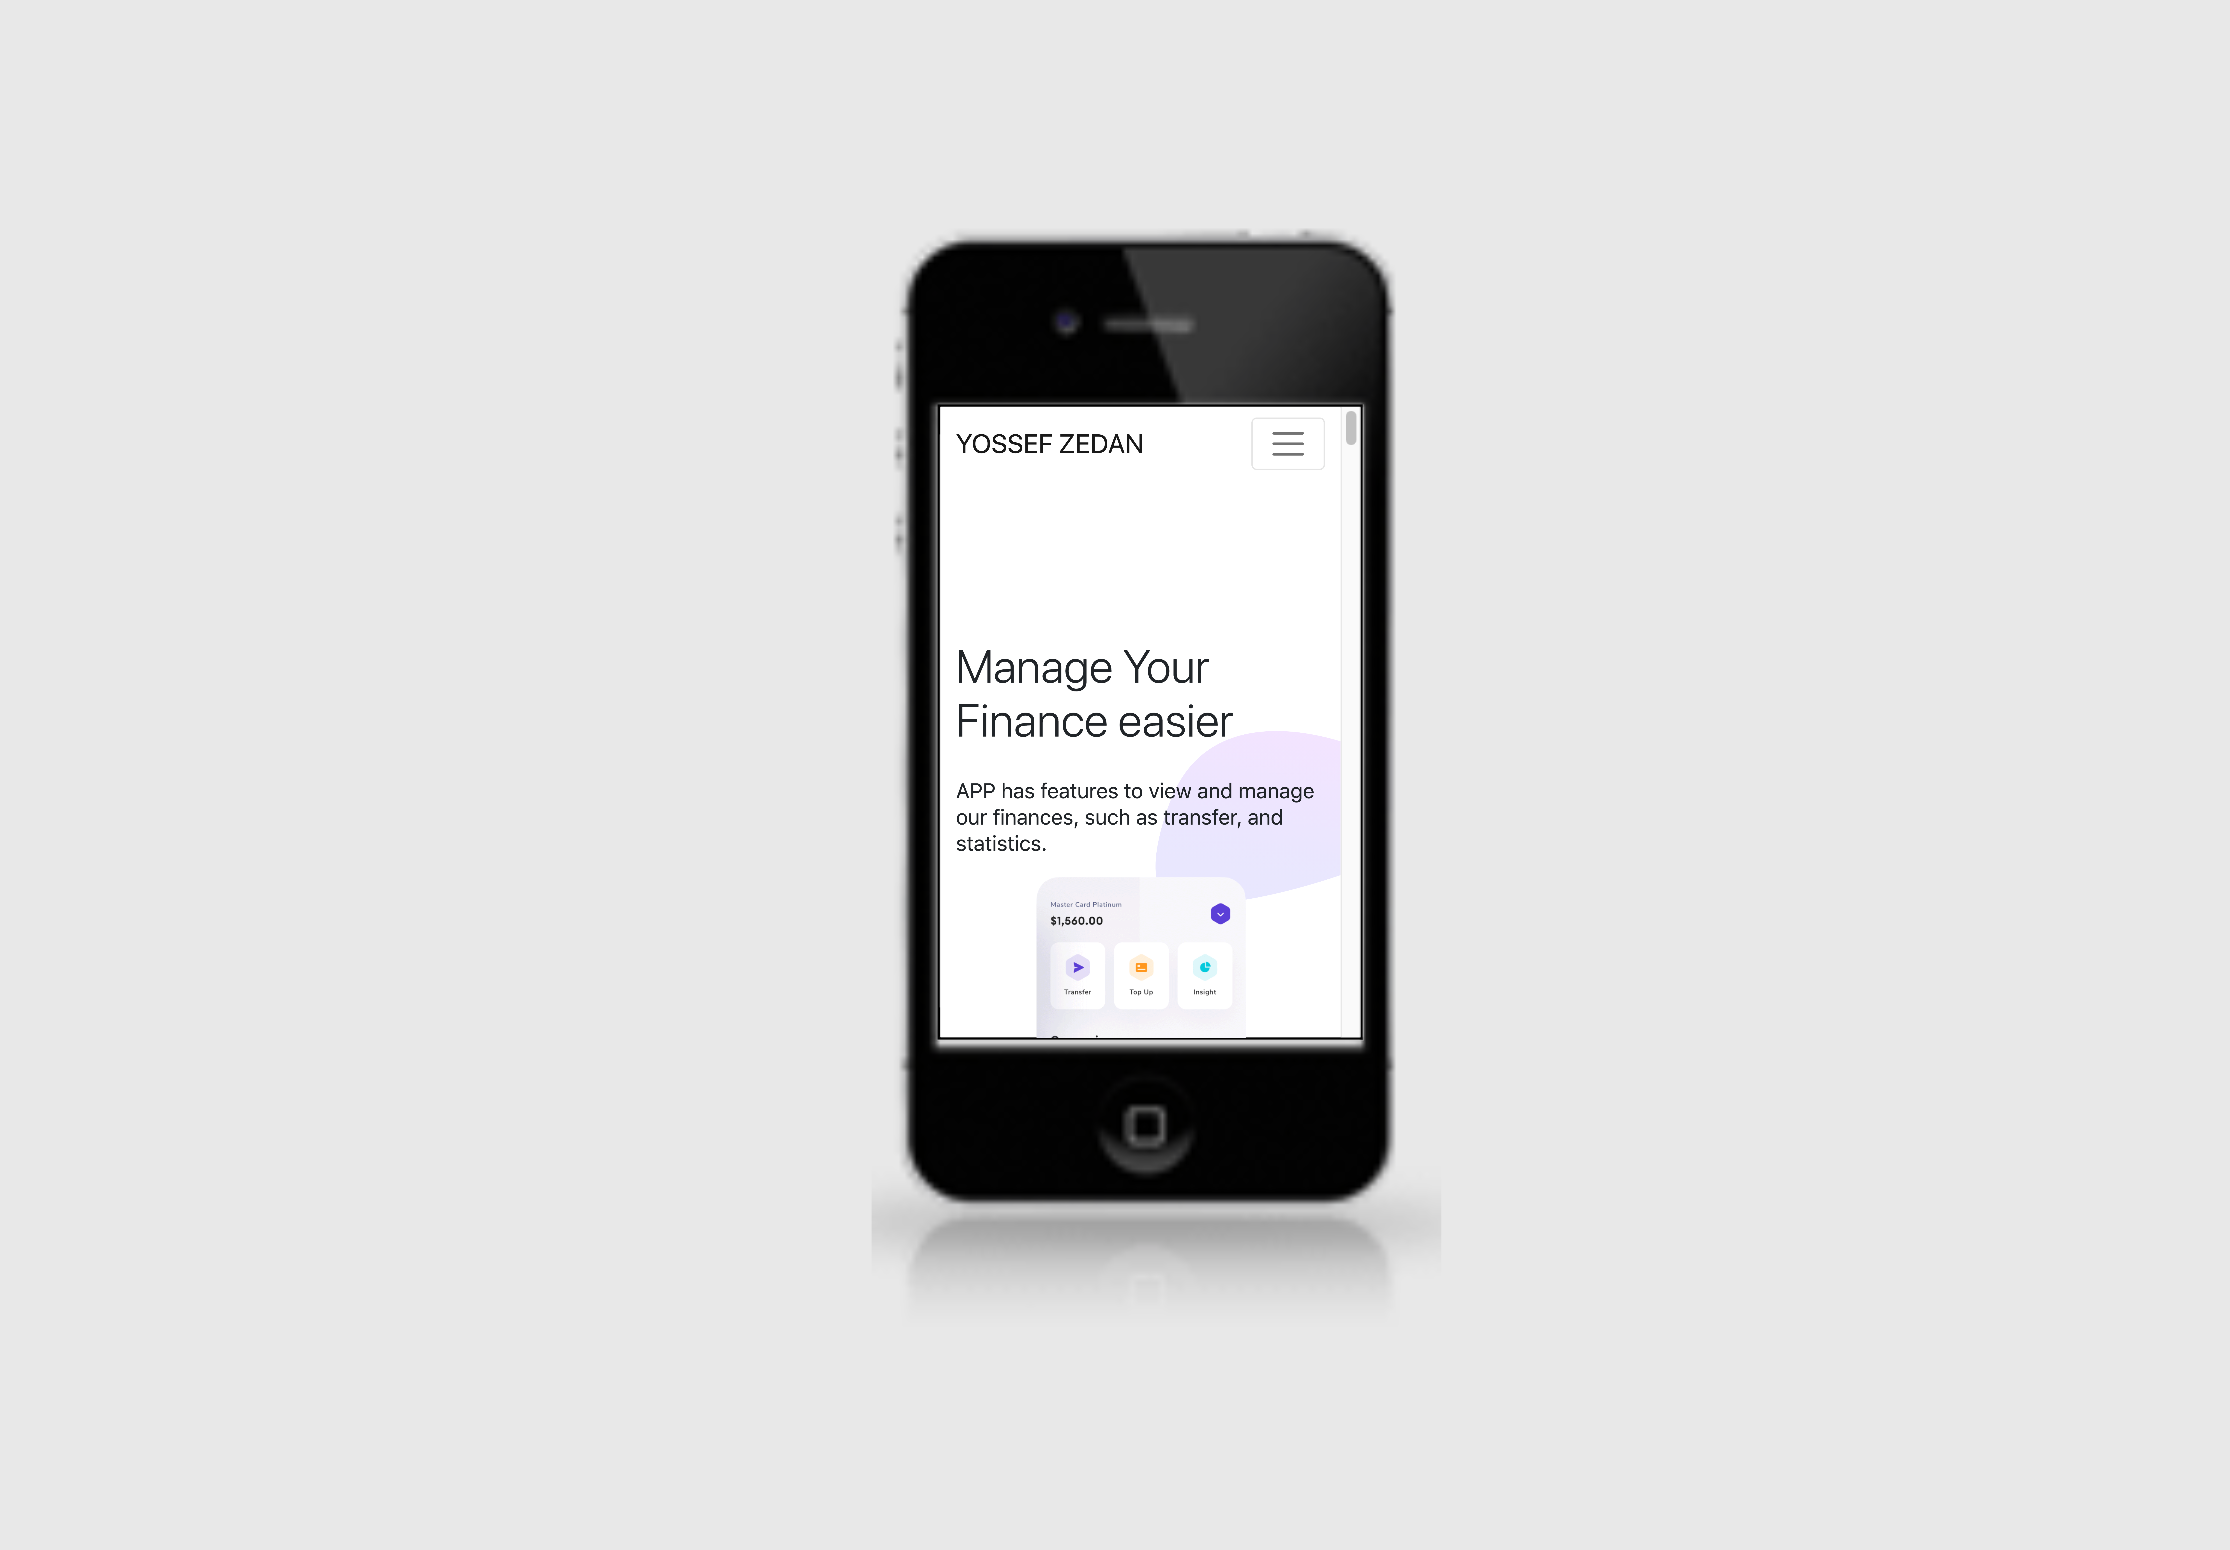 YOSSEF ZEDAN
Manage Your
Finance easier
APP has features to view and manage
our finances, such as transfer, and
statistics.
Master Card Platinum
$1,560.00
Transfer
Top Up
Insight